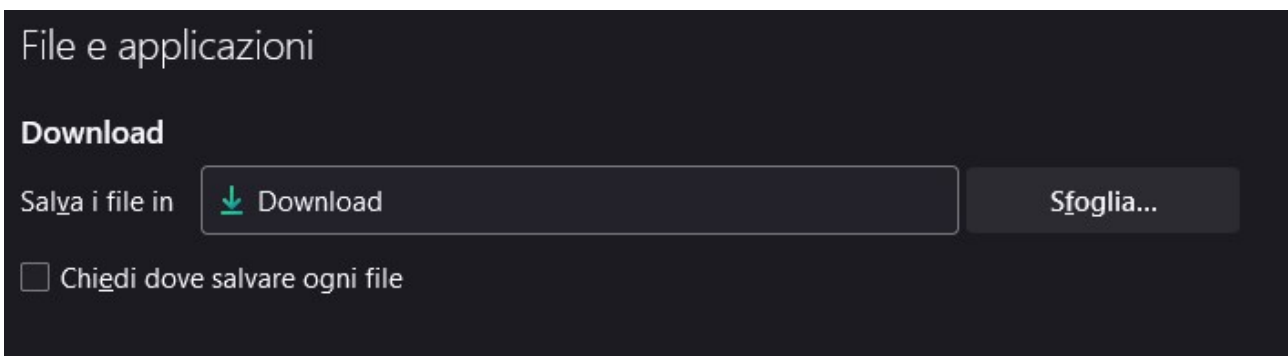 File e applicazioni
Download
Salva i file in Download Sfoglia...
Chiedi dove salvare ogni file